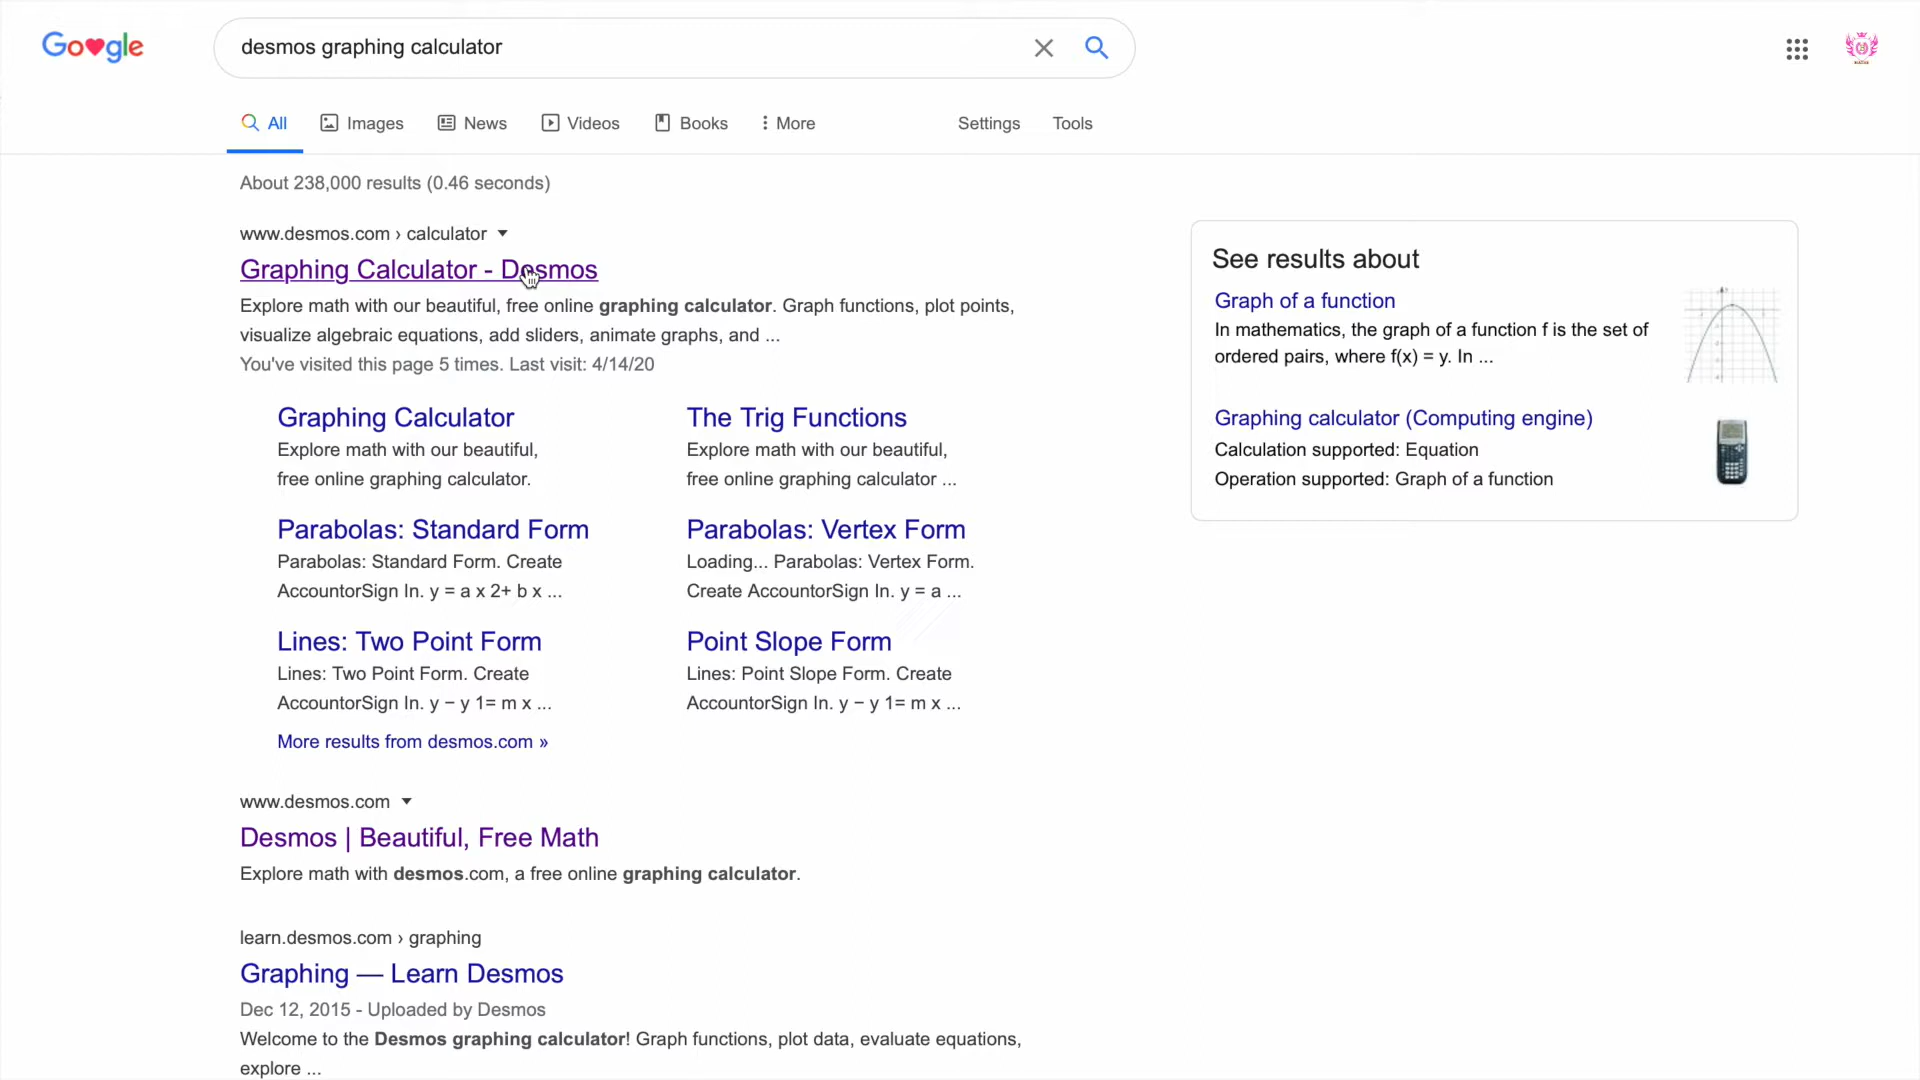 Go gle
desmos graphing calculator
All Images News Videos Books More Settings Tools
About 238,000 results (0.46 seconds)
www.desmos.com › calculator
Graphing Calculator - Desmos
Explore math with our beautiful, free online graphing calculator. Graph functions, plot points,
visualize algebraic equations, add sliders, animate graphs, and ...
You've visited this page 5 times. Last visit: 4/14/20
Graphing Calculator
Explore math with our beautiful,
free online graphing calculator.
The Trig Functions
Explore math with our beautiful,
free online graphing calculator ...
Parabolas: Standard Form
Parabolas: Standard Form. Create
AccountorSign In. y = a x 2+ b x ...
Parabolas: Vertex Form
Loading... Parabolas: Vertex Form.
Create AccountorSign In. y = a ...
Lines: Two Point Form
Lines: Two Point Form. Create
AccountorSign In. y − y 1= m x ...
Point Slope Form
Lines: Point Slope Form. Create
AccountorSign In. y − y 1= m x ...
More results from desmos.com »
www.desmos.com
Desmos | Beautiful, Free Math
Explore math with desmos.com, a free online graphing calculator.
learn.desmos.com › graphing
Graphing — Learn Desmos
Dec 12, 2015 - Uploaded by Desmos
Welcome to the Desmos graphing calculator! Graph functions, plot data, evaluate equations,
explore ...
See results about
Graph of a function
In mathematics, the graph of a function f is the set of
ordered pairs, where f(x) = y. In ...
Graphing calculator (Computing engine)
Calculation supported: Equation
Operation supported: Graph of a function